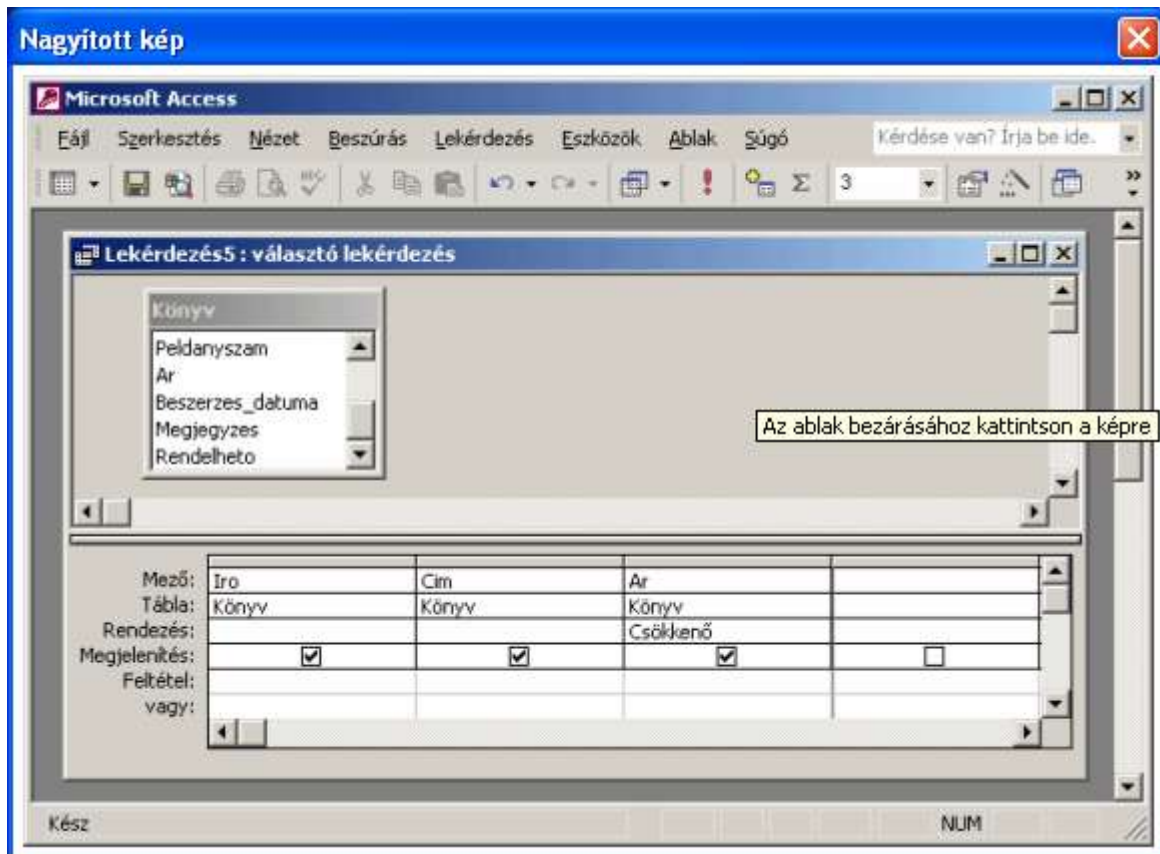 Nagyított kép
Microsoft Access
Fájl Szerkesztés Nézet Beszúrás Lekérdezés Eszközök Ablak Súgó Kérdése van? Írja be ide.
3
Lekérdezés5 : választó lekérdezés
Könyv
Peldanyszam
Ar
Beszerzes_datuma
Megjegyzes
Rendelheto
Az ablak bezárásához kattintson a képre
Mező: Iro Cim Ar
Tábla: Könyv Könyv Könyv
Rendezés: Csökkenő
Megjelenítés:
Feltétel:
vagy:
Kész NUM